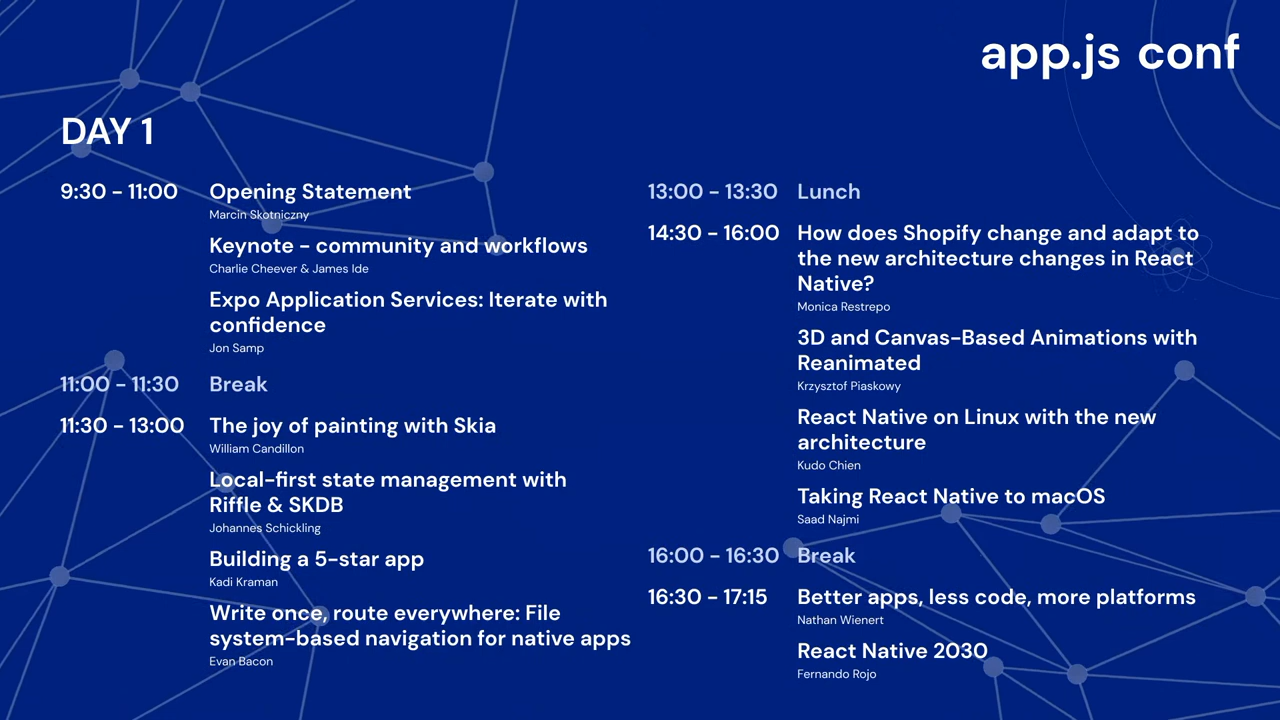 app.js conf
DAY 1
9:30 - 11:00 Opening Statement
Marcin Skotniczny
Keynote - community and workflows
Charlie Cheever & James Ide
Expo Application Services: Iterate with
confidence
Jon Samp
11:00 - 11:30 Break
11:30 - 13:00 The joy of painting with Skia
William Candillon
Local-first state management with
Riffle & SKDB
Johannes Schickling
Building a 5-star app
Kadi Kraman
Write once, route everywhere: File
system-based navigation for native apps
Evan Bacon
13:00 - 13:30 Lunch
14:30 - 16:00 How does Shopify change and adapt to
the new architecture changes in React
Native?
Monica Restrepo
3D and Canvas-Based Animations with
Reanimated
Krzysztof Piaskowy
React Native on Linux with the new
architecture
Kudo Chien
Taking React Native to macOS
Saad Najmi
16:00 - 16:30 Break
16:30 - 17:15 Better apps, less code, more platforms
Nathan Wienert
React Native 2030
Fernando Rojo